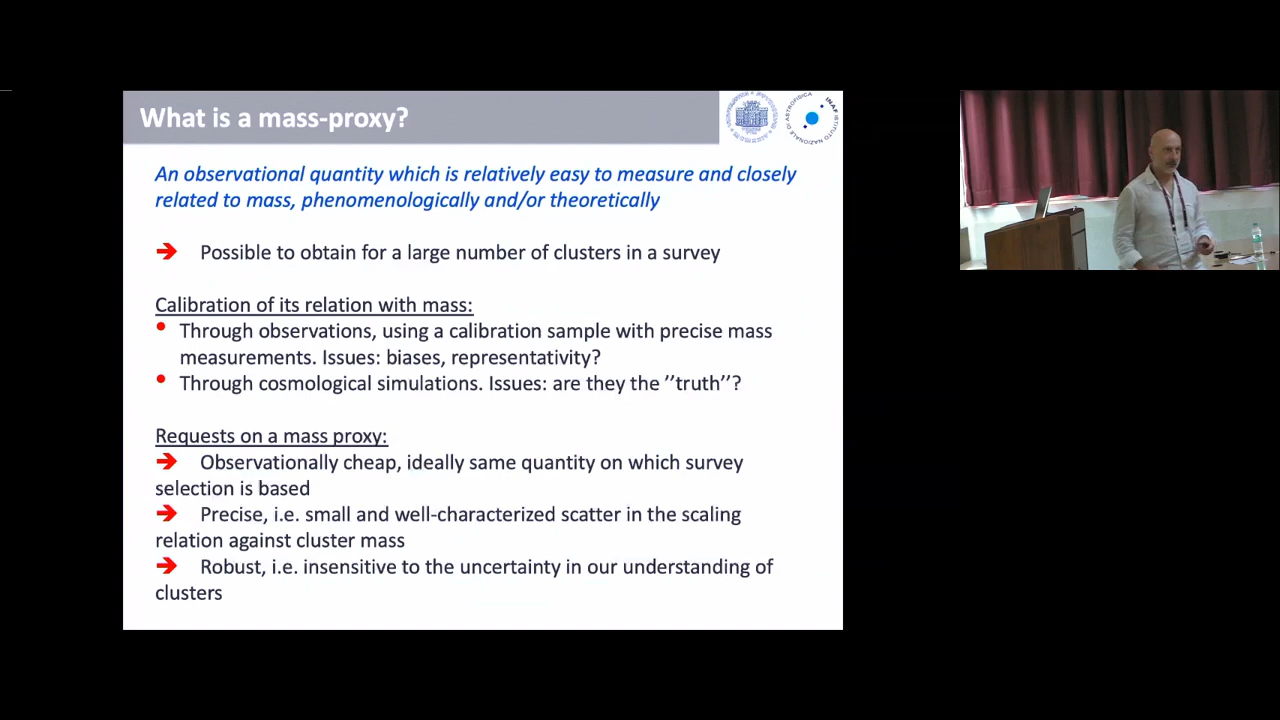 What is a mass-proxy?
INAF ISTITUTO NAZIONALE DI ASTROFISICA
An observational quantity which is relatively easy to measure and closely
related to mass, phenomenologically and/or theoretically
➔ Possible to obtain for a large number of clusters in a survey
Calibration of its relation with mass:
• Through observations, using a calibration sample with precise mass
measurements. Issues: biases, representativity?
• Through cosmological simulations. Issues: are they the ’’truth’’?
Requests on a mass proxy:
➔ Observationally cheap, ideally same quantity on which survey
selection is based
➔ Precise, i.e. small and well-characterized scatter in the scaling
relation against cluster mass
➔ Robust, i.e. insensitive to the uncertainty in our understanding of
clusters